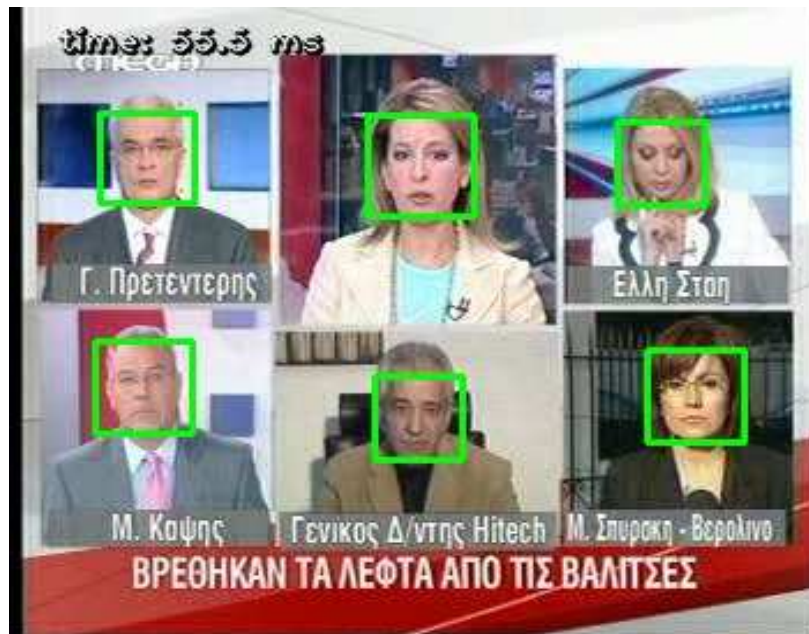 time: 55.5 ms
MEGA
Γ. Πρετεντερης
Ελλη Σταη
Μ. Καψης
Γενικος Δ/ντης Hitech
Μ. Σπυρακη - Βερολινο
ΒΡΕΘΗΚΑΝ ΤΑ ΛΕΦΤΑ ΑΠΟ ΤΙΣ ΒΑΛΙΤΣΕΣ